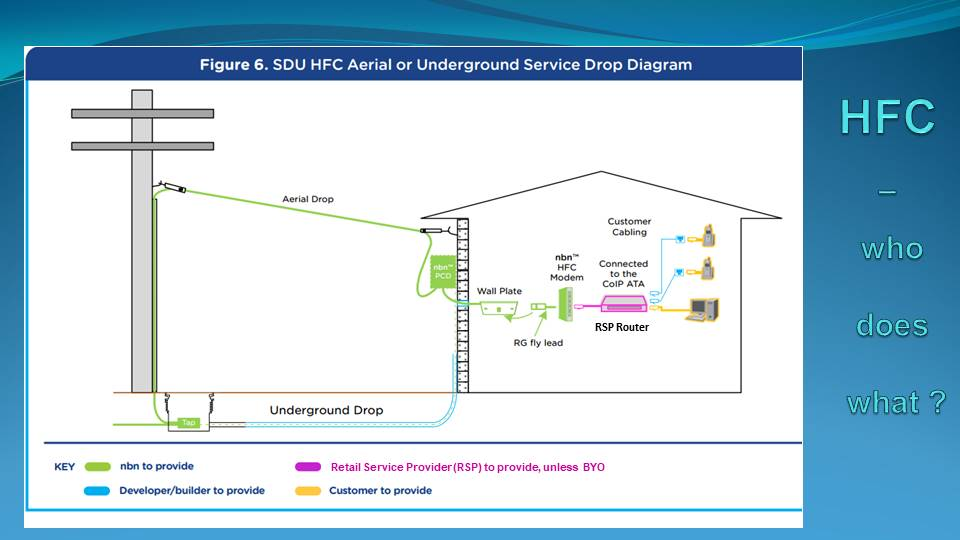 Figure 6. SDU HFC Aerial or Underground Service Drop Diagram
HFC
–
who
does
what ?
Aerial Drop
nbn™
PCD
Wall Plate
nbn™
HFC
Modem
RG fly lead
Customer
Cabling
Connected
to the
CoIP ATA
RSP Router
Underground Drop
Tap
KEY
nbn to provide
Retail Service Provider (RSP) to provide, unless BYO
Developer/builder to provide
Customer to provide